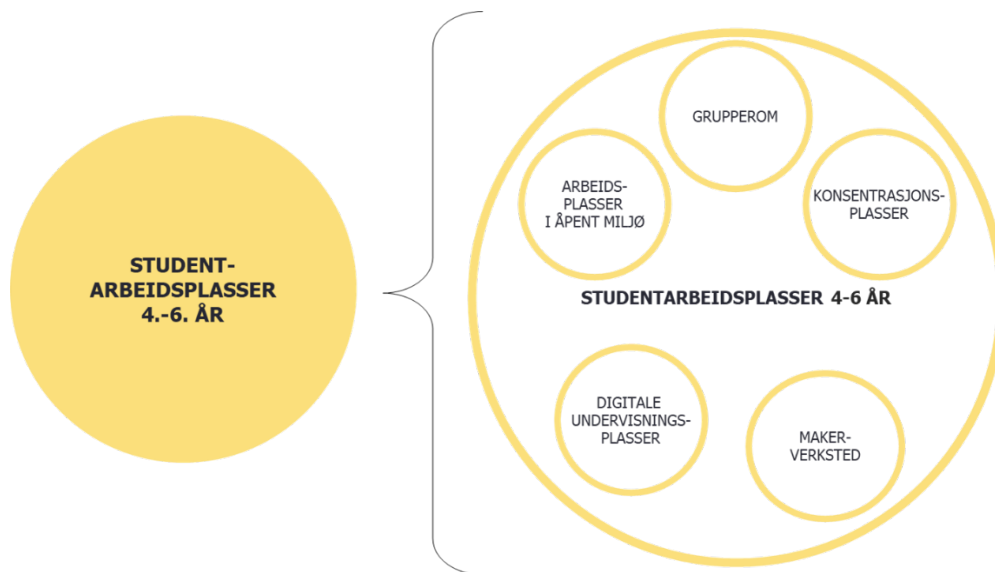 STUDENT-
ARBEIDSPLASSER
4.-6. ÅR
GRUPPEROM
ARBEIDS-
PLASSER
I ÅPENT MILJØ
KONSENTRASJONS-
PLASSER
STUDENTARBEIDSPLASSER 4-6 ÅR
DIGITALE
UNDERVISNINGS-
PLASSER
MAKER-
VERKSTED